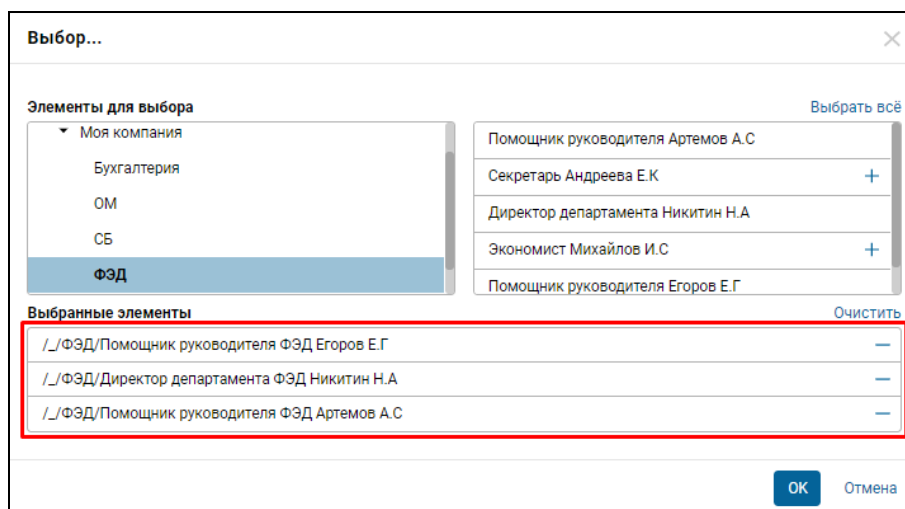 Выбор...
Элементы для выбора
Выбрать всё
Моя компания
Бухгалтерия
ОМ
СБ
ФЭД
Помощник руководителя Артемов А.С
Секретарь Андреева Е.К
Директор департамента Никитин Н.А
Экономист Михайлов И.С
Помощник руководителя Егоров Е.Г
Выбранные элементы
Очистить
/_/ФЭД/Помощник руководителя ФЭД Егоров Е.Г
/_/ФЭД/Директор департамента ФЭД Никитин Н.А
/_/ФЭД/Помощник руководителя ФЭД Артемов А.С
ОК
Отмена